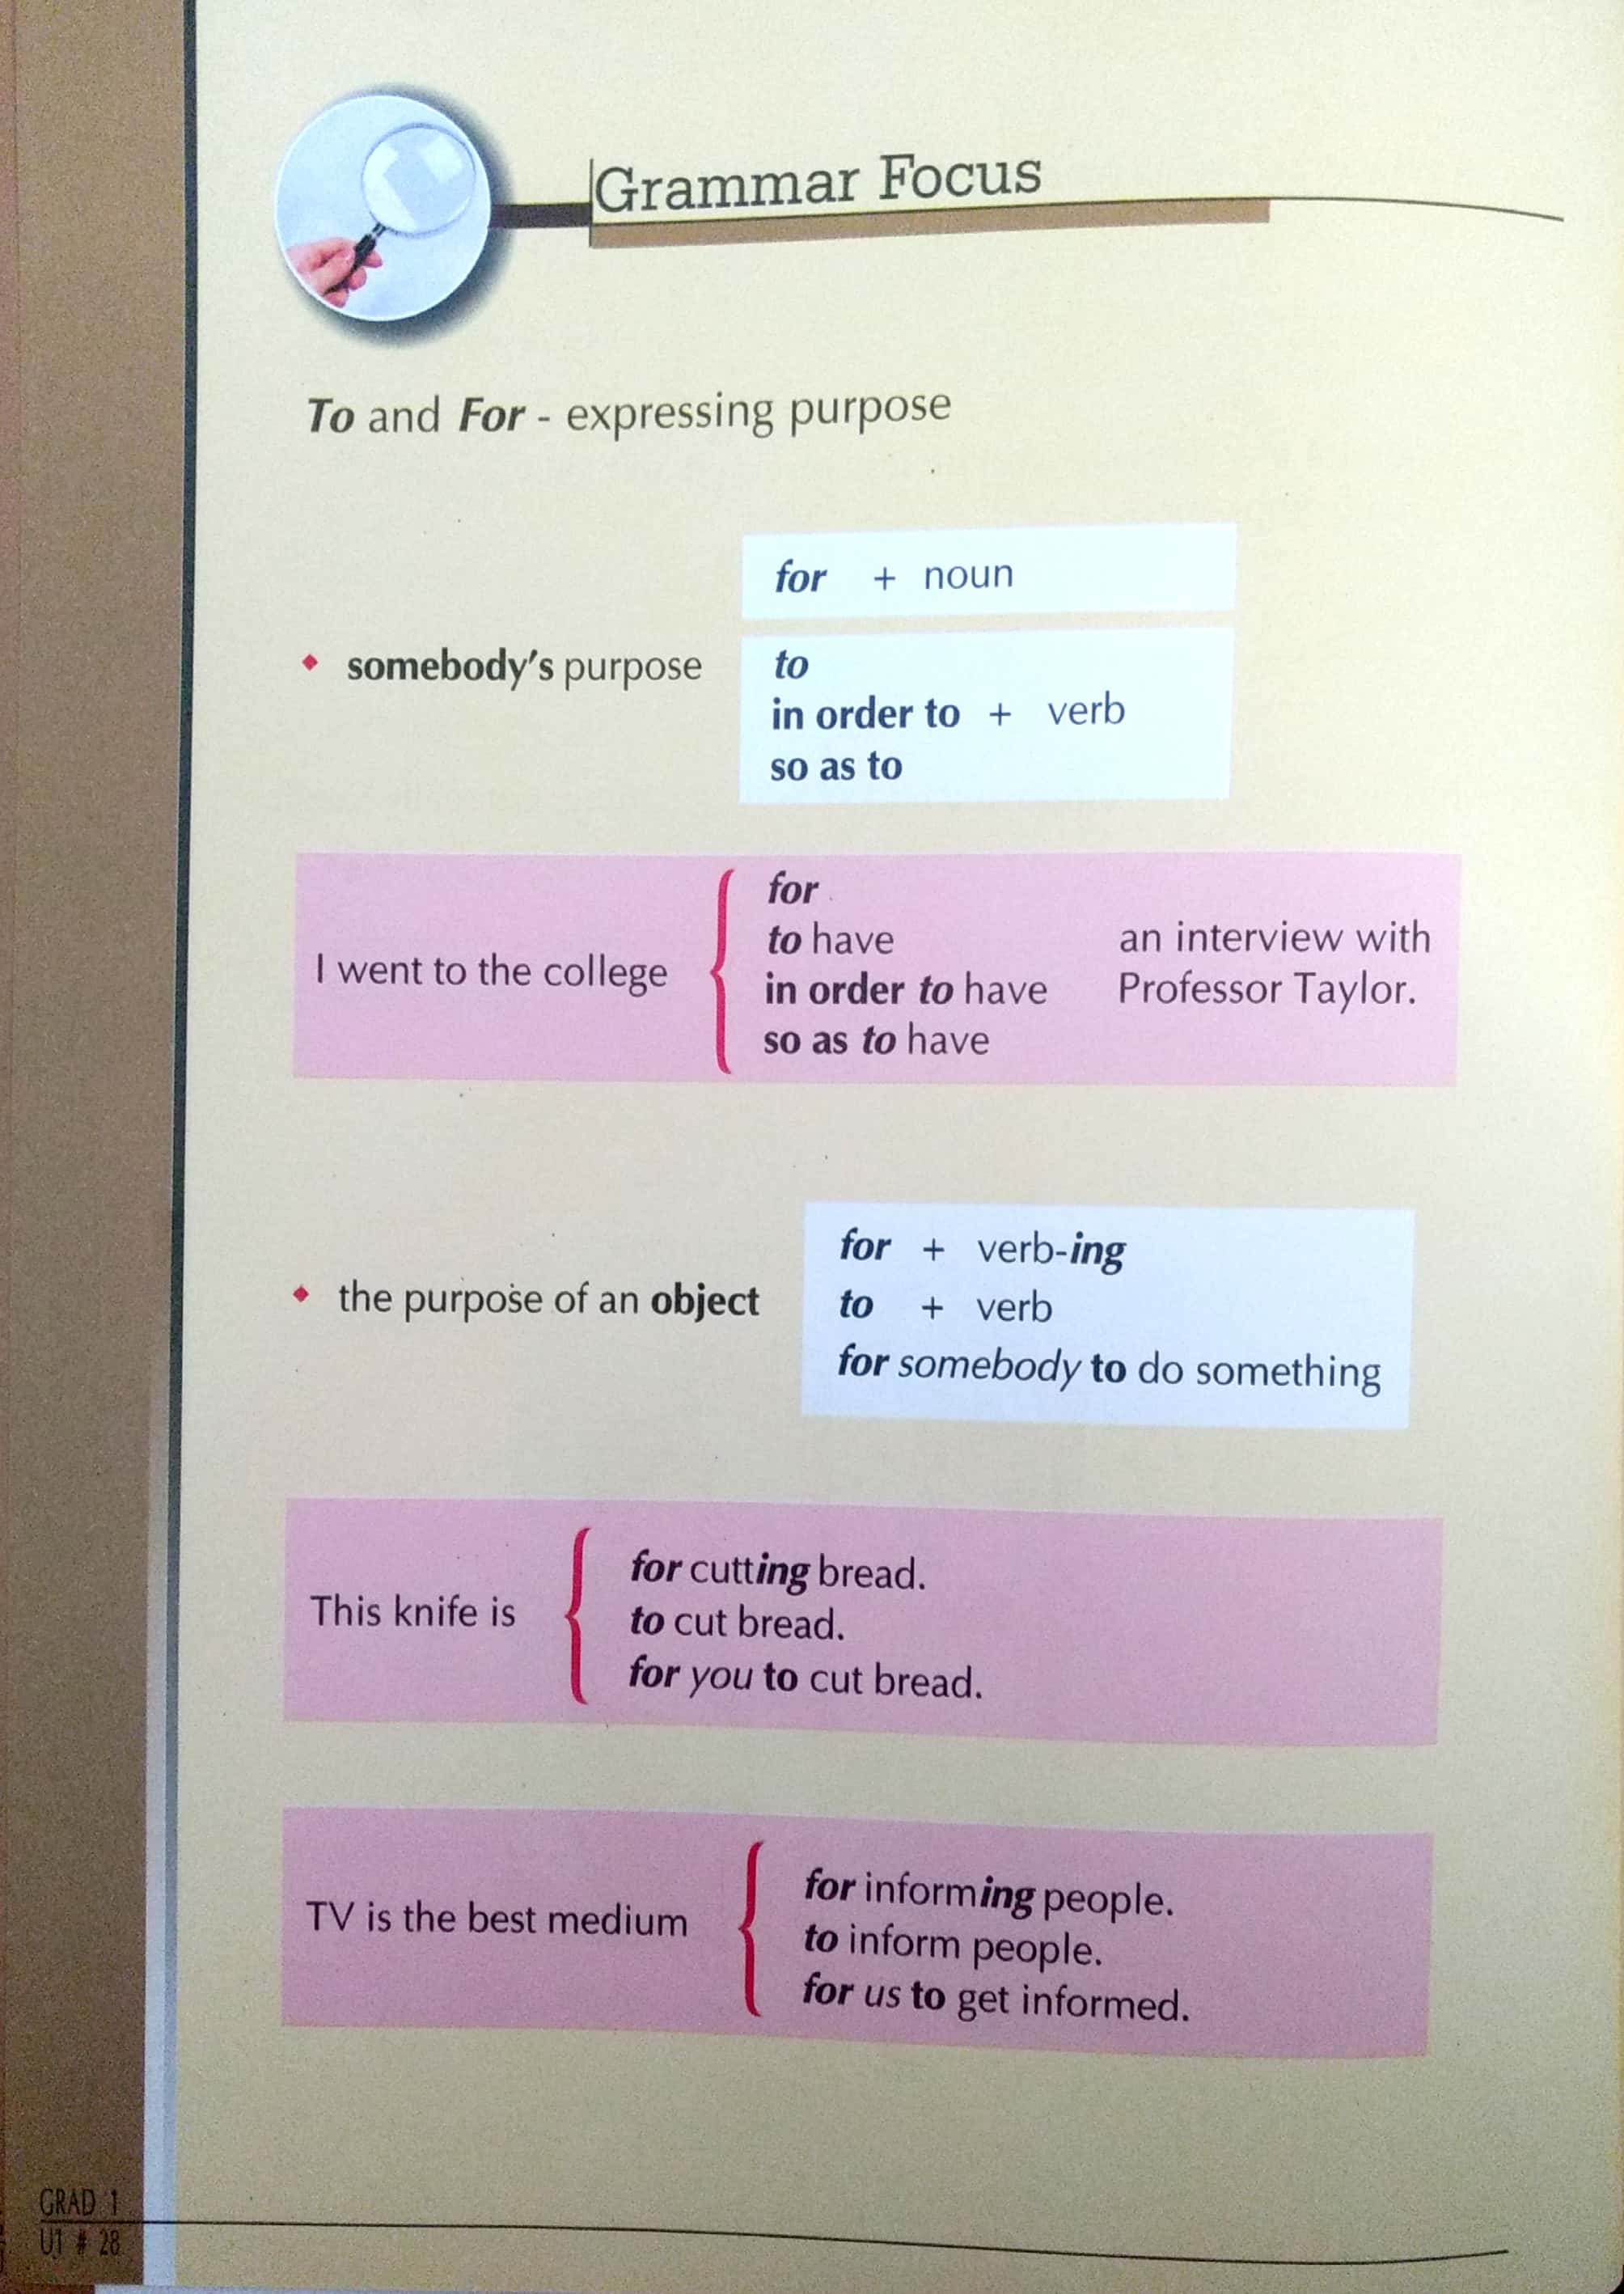 Grammar Focus
To and For - expressing purpose
for + noun
somebody's purpose
to
in order to + verb
so as to
I went to the college
for
to have
in order to have
so as to have
an interview with
Professor Taylor.
the purpose of an object
for + verb-ing
to + verb
for somebody to do something
This knife is
for cutting bread.
to cut bread.
for you to cut bread.
TV is the best medium
for informing people.
to inform people.
for us to get informed.
GRAD 1
U1 # 28